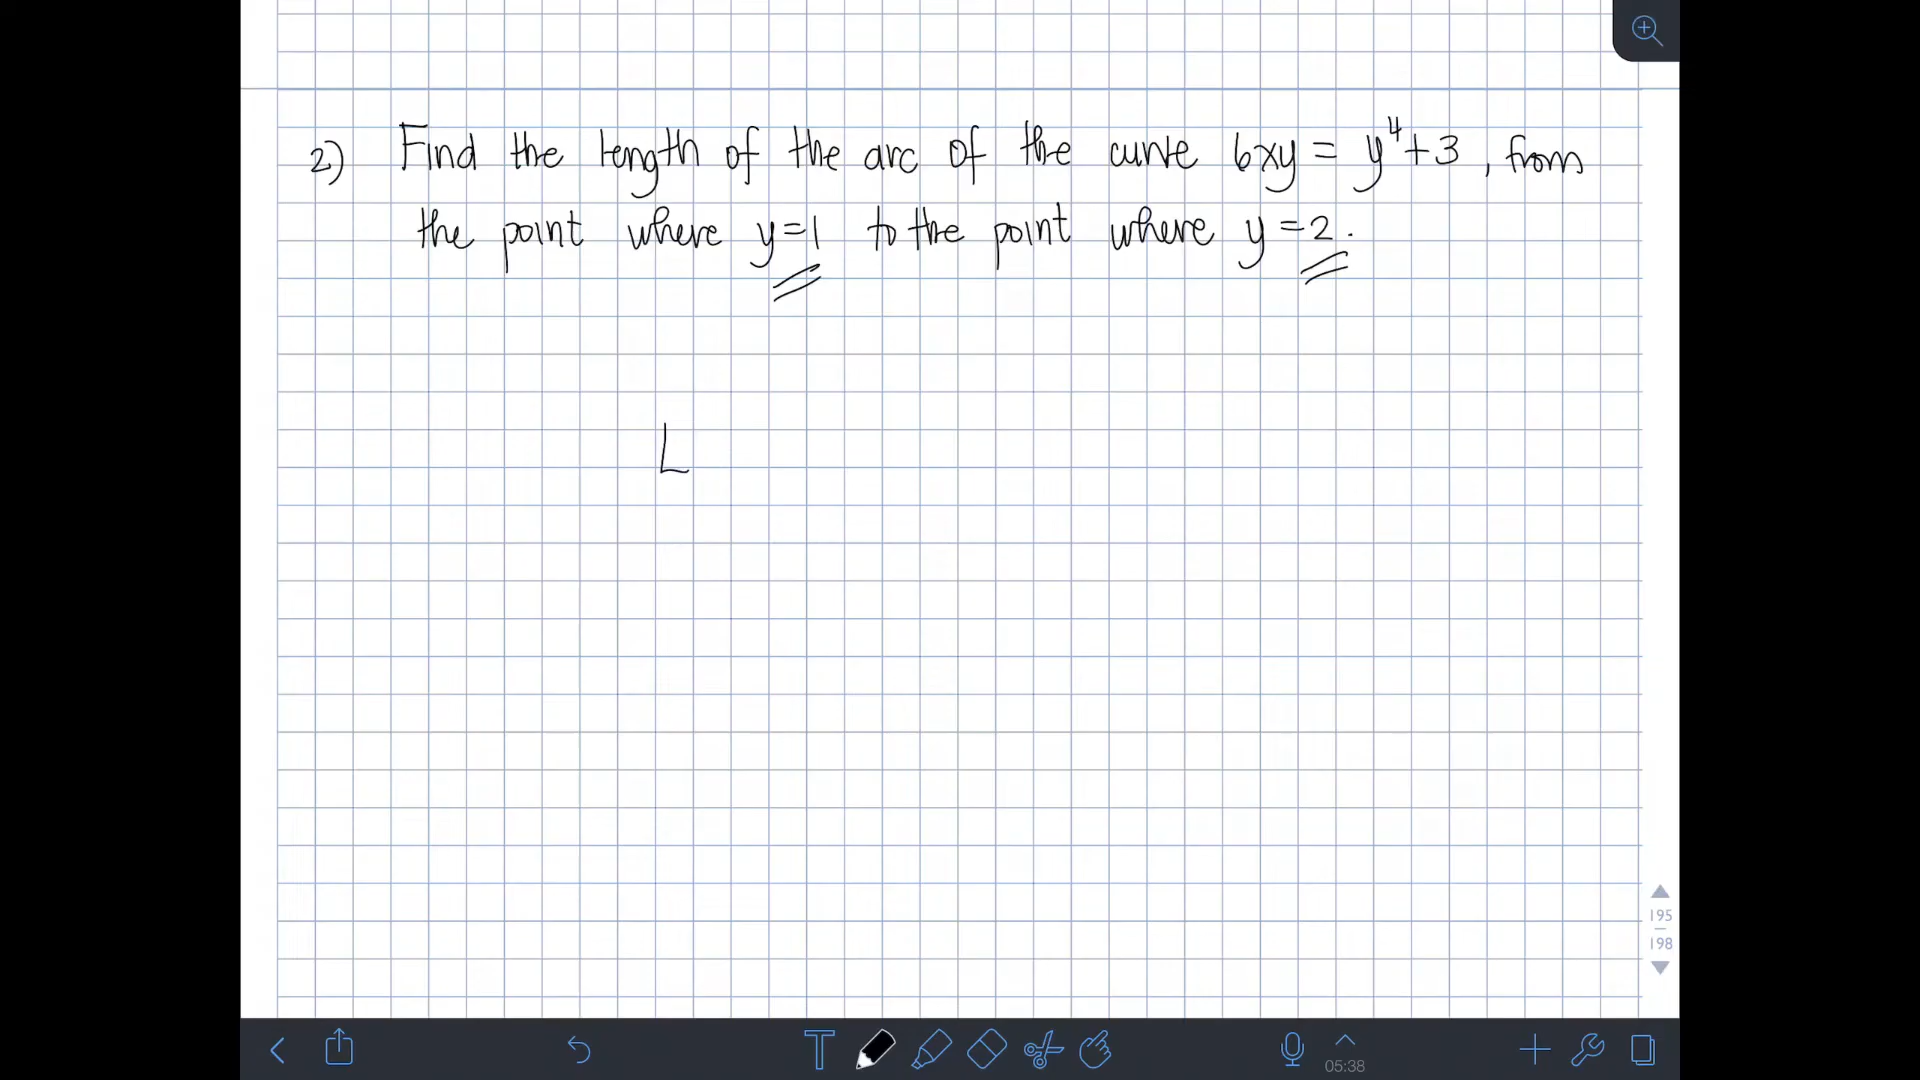 2) Find the length of the arc of the curve 6xy = y⁴+3, from
the point where y=1 to the point where y=2.
L
195
198
T
05:38